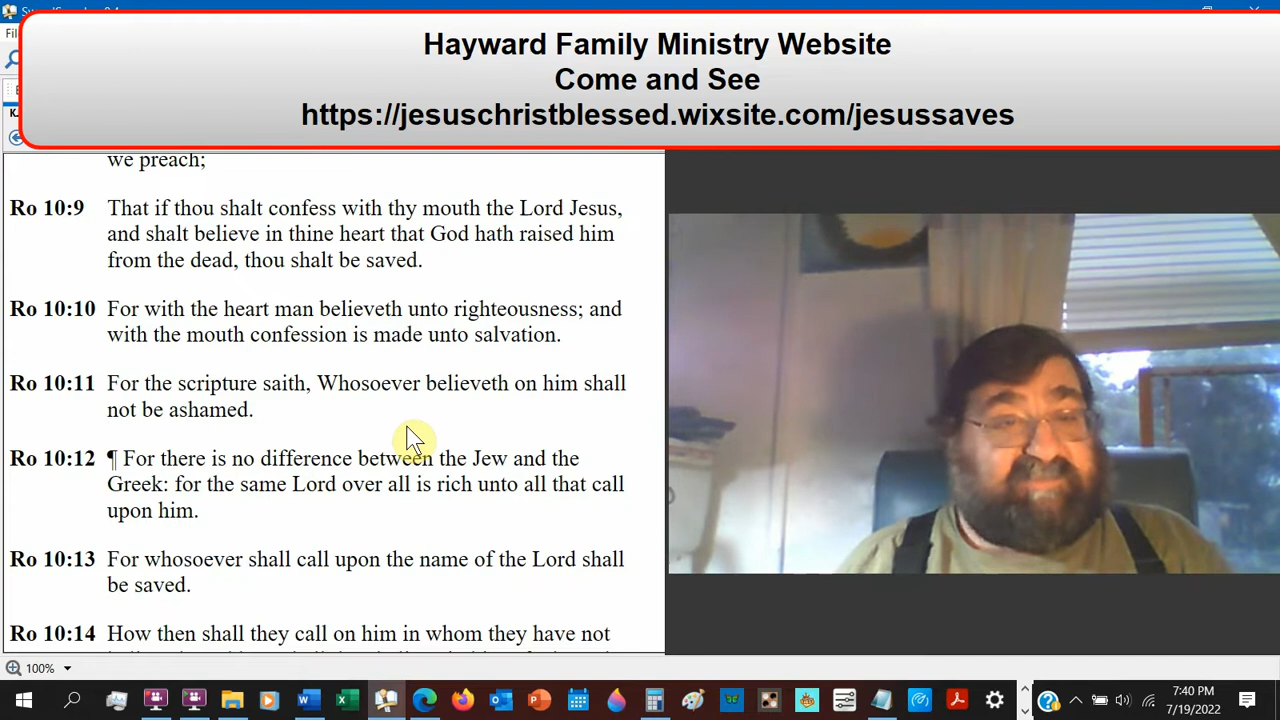 Hayward Family Ministry Website
Come and See
https://jesuschristblessed.wixsite.com/jesussaves
we preach;
Ro 10:9 That if thou shalt confess with thy mouth the Lord Jesus,
and shalt believe in thine heart that God hath raised him
from the dead, thou shalt be saved.
Ro 10:10 For with the heart man believeth unto righteousness; and
with the mouth confession is made unto salvation.
Ro 10:11 For the scripture saith, Whosoever believeth on him shall
not be ashamed.
Ro 10:12 ¶ For there is no difference between the Jew and the
Greek: for the same Lord over all is rich unto all that call
upon him.
Ro 10:13 For whosoever shall call upon the name of the Lord shall
be saved.
Ro 10:14 How then shall they call on him in whom they have not
100%
7:40 PM
7/19/2022